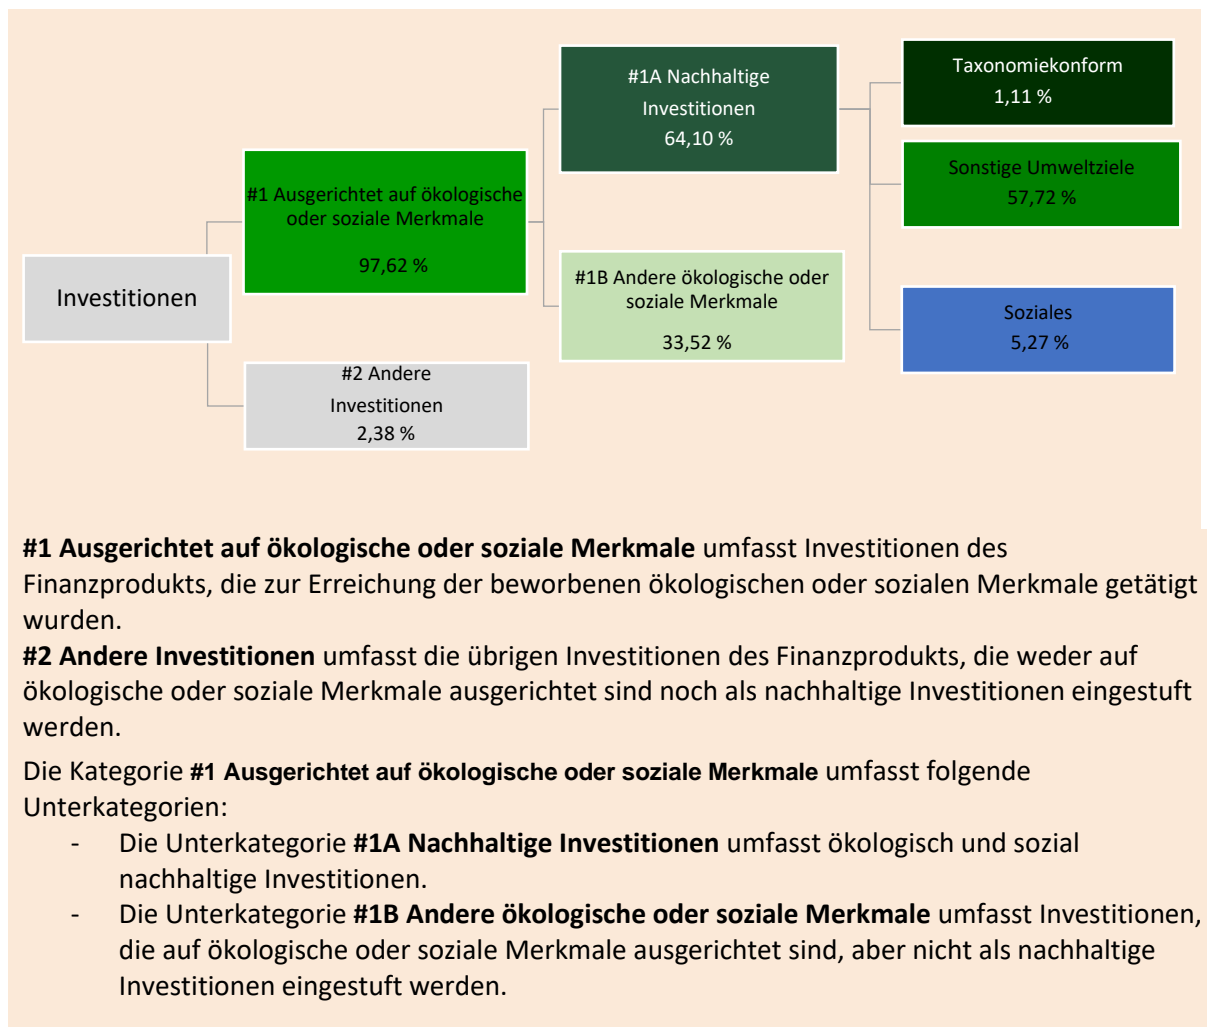 #1A Nachhaltige
Investitionen
64,10 %
Taxonomiekonform
1,11 %
#1 Ausgerichtet auf ökologische
oder soziale Merkmale
97,62 %
Sonstige Umweltziele
57,72 %
Investitionen
#1B Andere ökologische oder
soziale Merkmale
33,52 %
Soziales
5,27 %
#2 Andere
Investitionen
2,38 %
#1 Ausgerichtet auf ökologische oder soziale Merkmale umfasst Investitionen des
Finanzprodukts, die zur Erreichung der beworbenen ökologischen oder sozialen Merkmale getätigt
wurden.
#2 Andere Investitionen umfasst die übrigen Investitionen des Finanzprodukts, die weder auf
ökologische oder soziale Merkmale ausgerichtet sind noch als nachhaltige Investitionen eingestuft
werden.
Die Kategorie #1 Ausgerichtet auf ökologische oder soziale Merkmale umfasst folgende
Unterkategorien:
- Die Unterkategorie #1A Nachhaltige Investitionen umfasst ökologisch und sozial
nachhaltige Investitionen.
- Die Unterkategorie #1B Andere ökologische oder soziale Merkmale umfasst Investitionen,
die auf ökologische oder soziale Merkmale ausgerichtet sind, aber nicht als nachhaltige
Investitionen eingestuft werden.